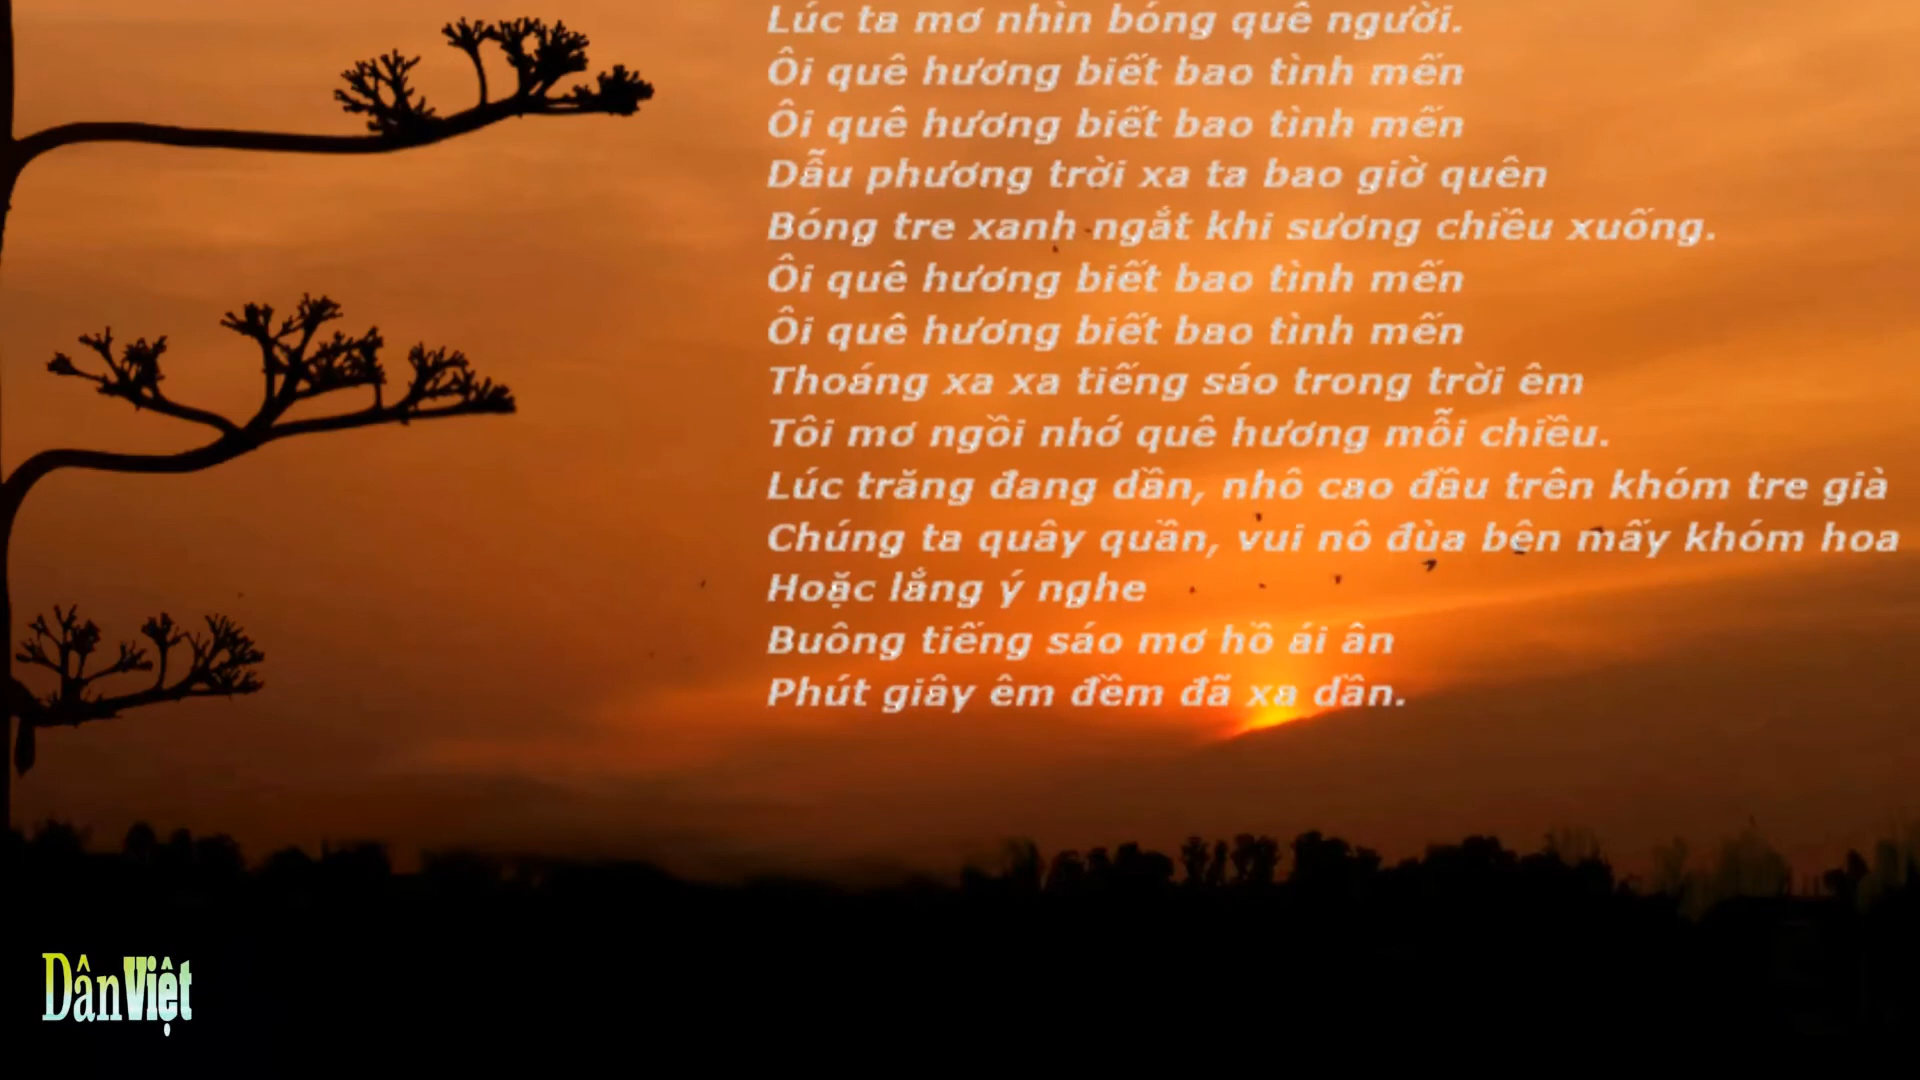 Lúc ta mơ nhìn bóng quê người.
Ôi quê hương biết bao tình mến
Ôi quê hương biết bao tình mến
Dẫu phương trời xa ta bao giờ quên
Bóng tre xanh ngắt khi sương chiều xuống.
Ôi quê hương biết bao tình mến
Ôi quê hương biết bao tình mến
Thoáng xa xa tiếng sáo trong trời êm
Tôi mơ ngồi nhớ quê hương mỗi chiều.
Lúc trăng đang dần, nhô cao đầu trên khóm tre già
Chúng ta quây quần, vui nô đùa bên mấy khóm hoa
Hoặc lắng ý nghe
Buông tiếng sáo mơ hồ ái ân
Phút giây êm đềm đã xa dần.
DânViệt